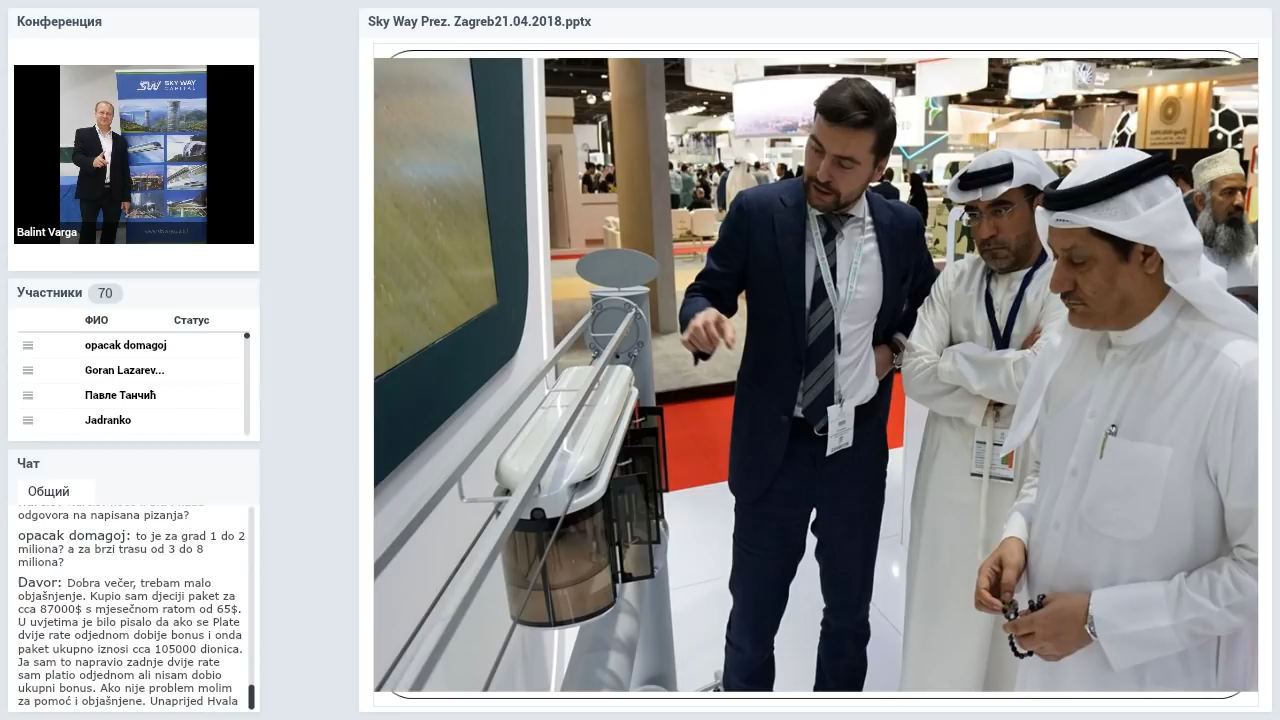 Конференция
Sky Way Prez. Zagreb21.04.2018.pptx
SKY WAY
CAPITAL
Balint Varga
Участники 70
ФИО Статус
opacak domagoj
Goran Lazarev...
Павле Танчић
Jadranko
Чат
Общий
odgovora na napisana pizanja?
opacak domagoj: to je za grad 1 do 2
miliona? a za brzi trasu od 3 do 8
miliona?
Davor: Dobra večer, trebam malo
objašnjenje. Kupio sam djeciji paket za
cca 87000$ s mjesečnom ratom od 65$.
U uvjetima je bilo pisalo da ako se Plate
dvije rate odjednom dobije bonus i onda
paket ukupno iznosi cca 105000 dionica.
Ja sam to napravio zadnje dvije rate
sam platio odjednom ali nisam dobio
ukupni bonus. Ako nije problem molim
za pomoć i objašnjene. Unaprijed Hvala